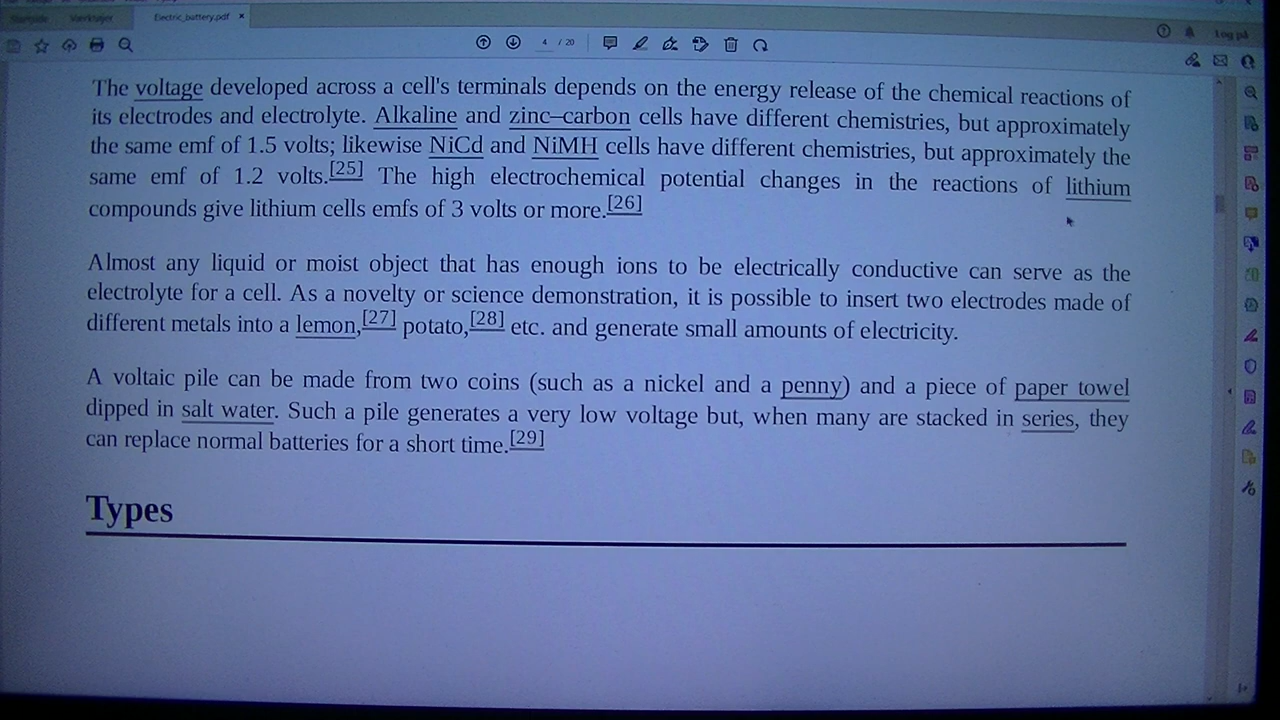 Startside Værktøjer Electric_battery.pdf ×
4 / 20
Log på
The voltage developed across a cell's terminals depends on the energy release of the chemical reactions of
its electrodes and electrolyte. Alkaline and zinc–carbon cells have different chemistries, but approximately
the same emf of 1.5 volts; likewise NiCd and NiMH cells have different chemistries, but approximately the
same emf of 1.2 volts.[25] The high electrochemical potential changes in the reactions of lithium
compounds give lithium cells emfs of 3 volts or more.[26]
Almost any liquid or moist object that has enough ions to be electrically conductive can serve as the
electrolyte for a cell. As a novelty or science demonstration, it is possible to insert two electrodes made of
different metals into a lemon,[27] potato,[28] etc. and generate small amounts of electricity.
A voltaic pile can be made from two coins (such as a nickel and a penny) and a piece of paper towel
dipped in salt water. Such a pile generates a very low voltage but, when many are stacked in series, they
can replace normal batteries for a short time.[29]
Types